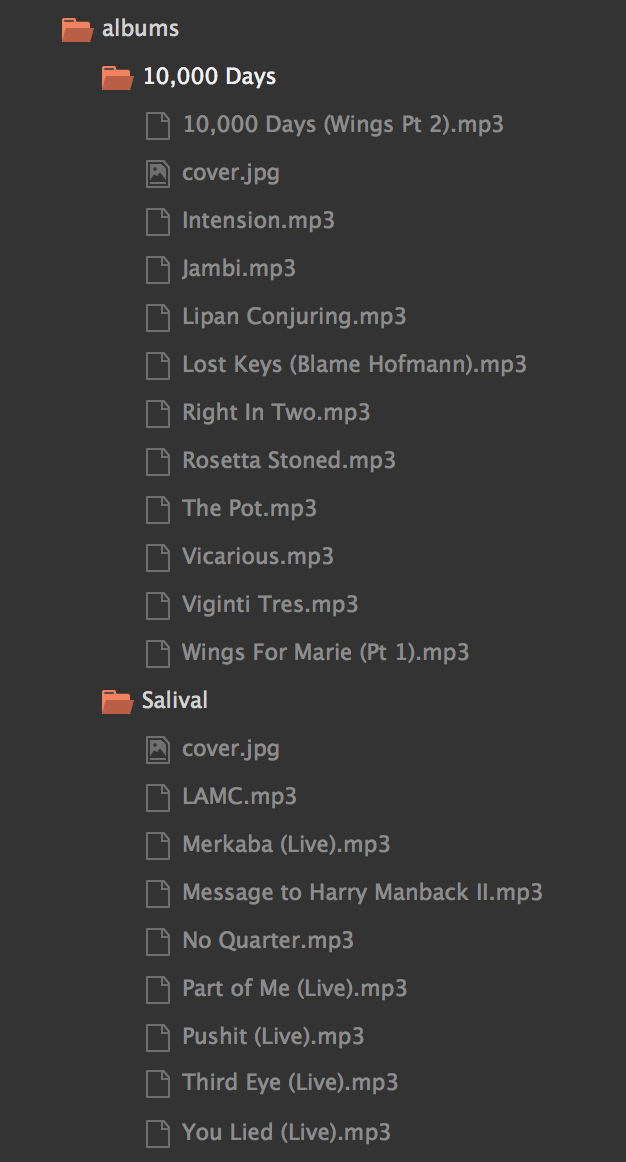 albums
10,000 Days
10,000 Days (Wings Pt 2).mp3
cover.jpg
Intension.mp3
Jambi.mp3
Lipan Conjuring.mp3
Lost Keys (Blame Hofmann).mp3
Right In Two.mp3
Rosetta Stoned.mp3
The Pot.mp3
Vicarious.mp3
Viginti Tres.mp3
Wings For Marie (Pt 1).mp3
Salival
cover.jpg
LAMC.mp3
Merkaba (Live).mp3
Message to Harry Manback II.mp3
No Quarter.mp3
Part of Me (Live).mp3
Pushit (Live).mp3
Third Eye (Live).mp3
You Lied (Live).mp3